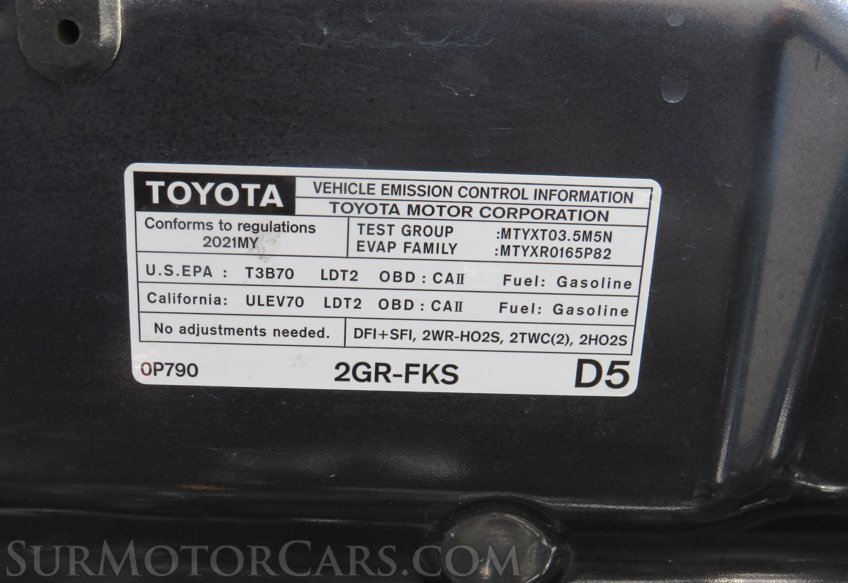 TOYOTA VEHICLE EMISSION CONTROL INFORMATION
TOYOTA MOTOR CORPORATION
Conforms to regulations
2021MY
TEST GROUP :MTYXT03.5M5N
EVAP FAMILY :MTYXR0165P82
U.S.EPA : T3B70 LDT2 OBD : CAII Fuel: Gasoline
California: ULEV70 LDT2 OBD : CAII Fuel: Gasoline
No adjustments needed. DFI+SFI, 2WR-HO2S, 2TWC(2), 2HO2S
0P790 2GR-FKS D5
SurMotorCars.com